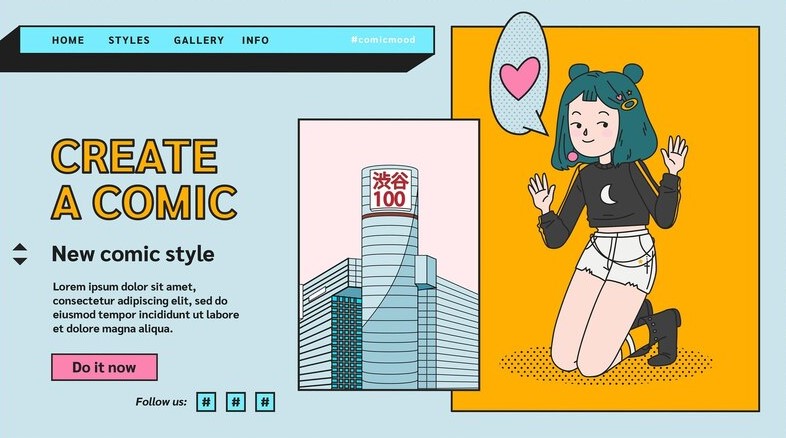 HOME STYLES GALLERY INFO #comicmood
CREATE
A COMIC
New comic style
Lorem ipsum dolor sit amet,
consectetur adipiscing elit, sed do
eiusmod tempor incididunt ut labore
et dolore magna aliqua.
Do it now
Follow us: # # #
渋谷
100